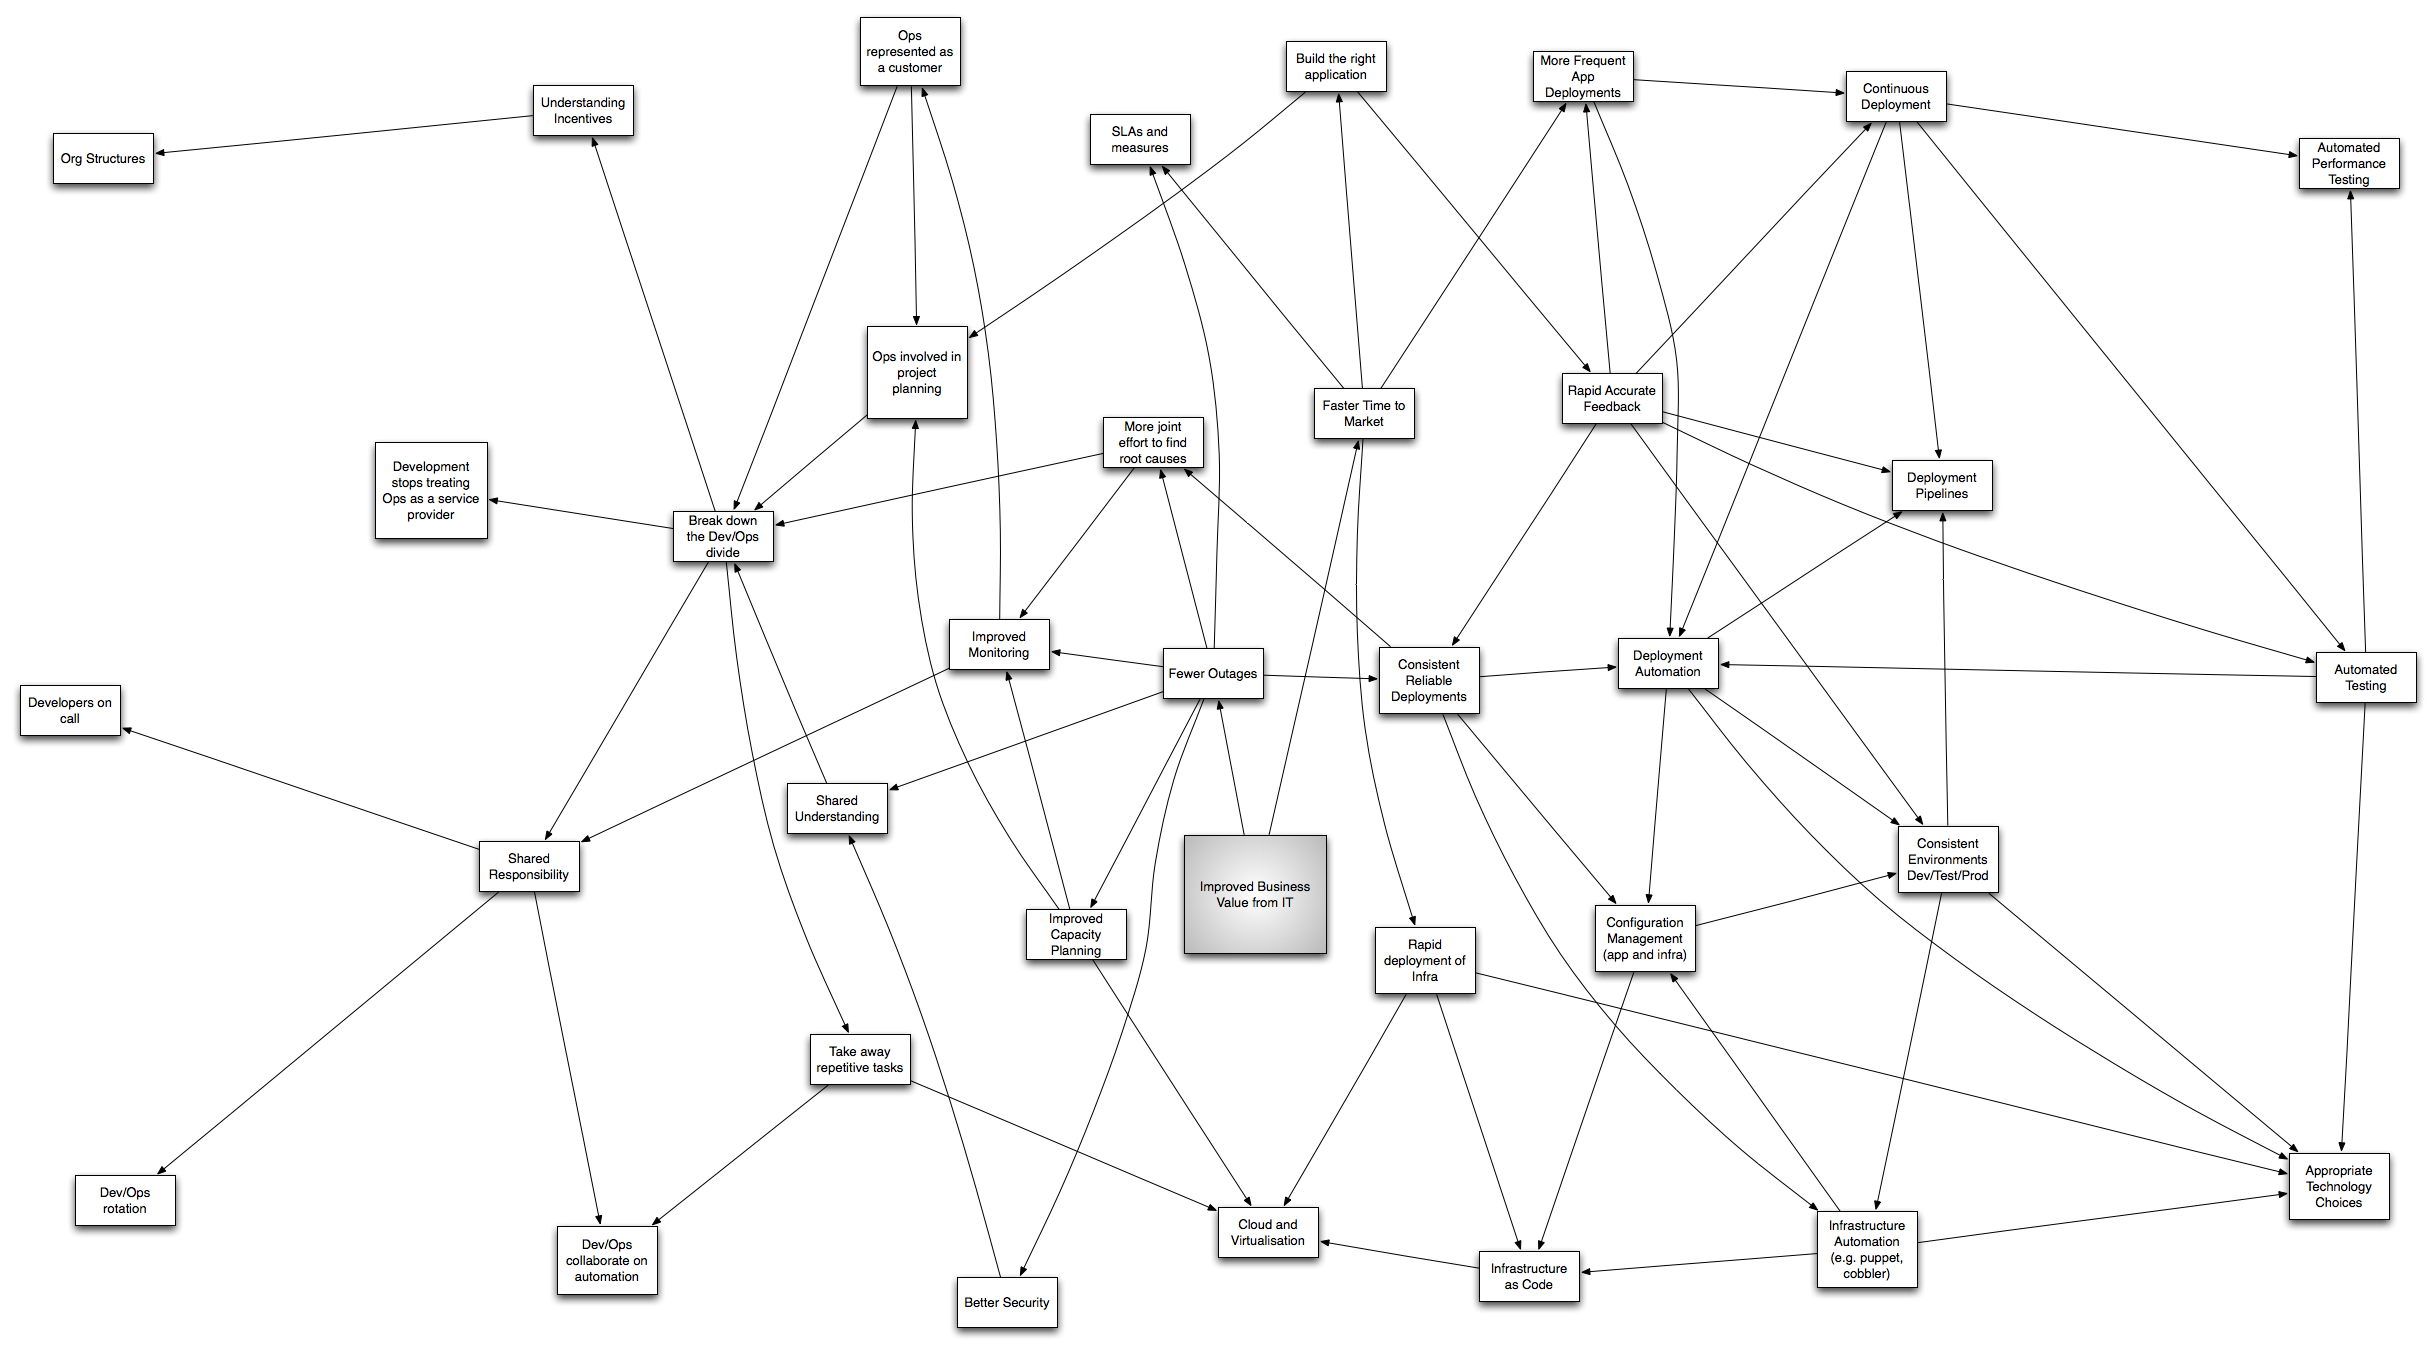 Ops
represented as
a customer
Build the right
application
More Frequent
App
Deployments
Continuous
Deployment
Understanding
Incentives
SLAs and
measures
Org Structures
Automated
Performance
Testing
Ops involved in
project
planning
Faster Time to
Market
Rapid Accurate
Feedback
More joint
effort to find
root causes
Development
stops treating
Ops as a service
provider
Deployment
Pipelines
Break down
the Dev/Ops
divide
Improved
Monitoring
Fewer Outages
Consistent
Reliable
Deployments
Deployment
Automation
Automated
Testing
Developers on
call
Shared
Understanding
Shared
Responsibility
Improved Business
Value from IT
Consistent
Environments
Dev/Test/Prod
Improved
Capacity
Planning
Rapid
deployment of
Infra
Configuration
Management
(app and infra)
Take away
repetitive tasks
Dev/Ops
rotation
Appropriate
Technology
Choices
Dev/Ops
collaborate on
automation
Cloud and
Virtualisation
Infrastructure
Automation
(e.g. puppet,
cobbler)
Infrastructure
as Code
Better Security